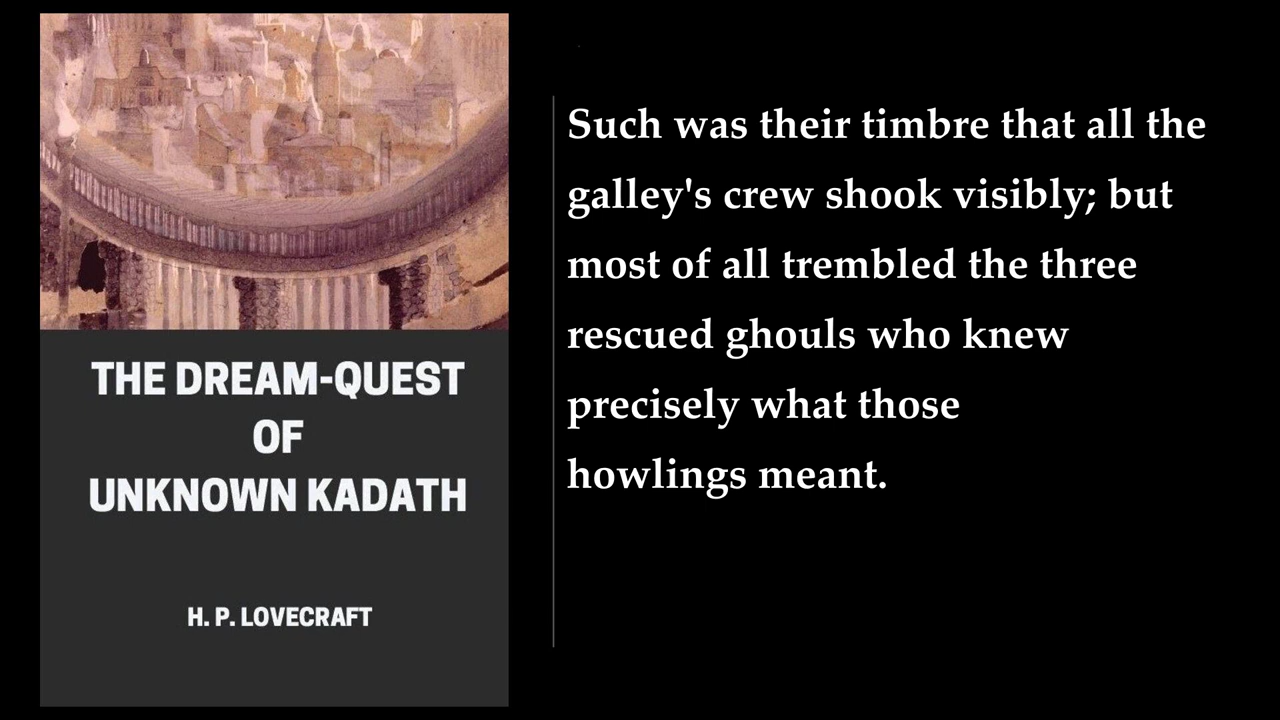 THE DREAM-QUEST
OF
UNKNOWN KADATH
H. P. LOVECRAFT
Such was their timbre that all the
galley's crew shook visibly; but
most of all trembled the three
rescued ghouls who knew
precisely what those
howlings meant.